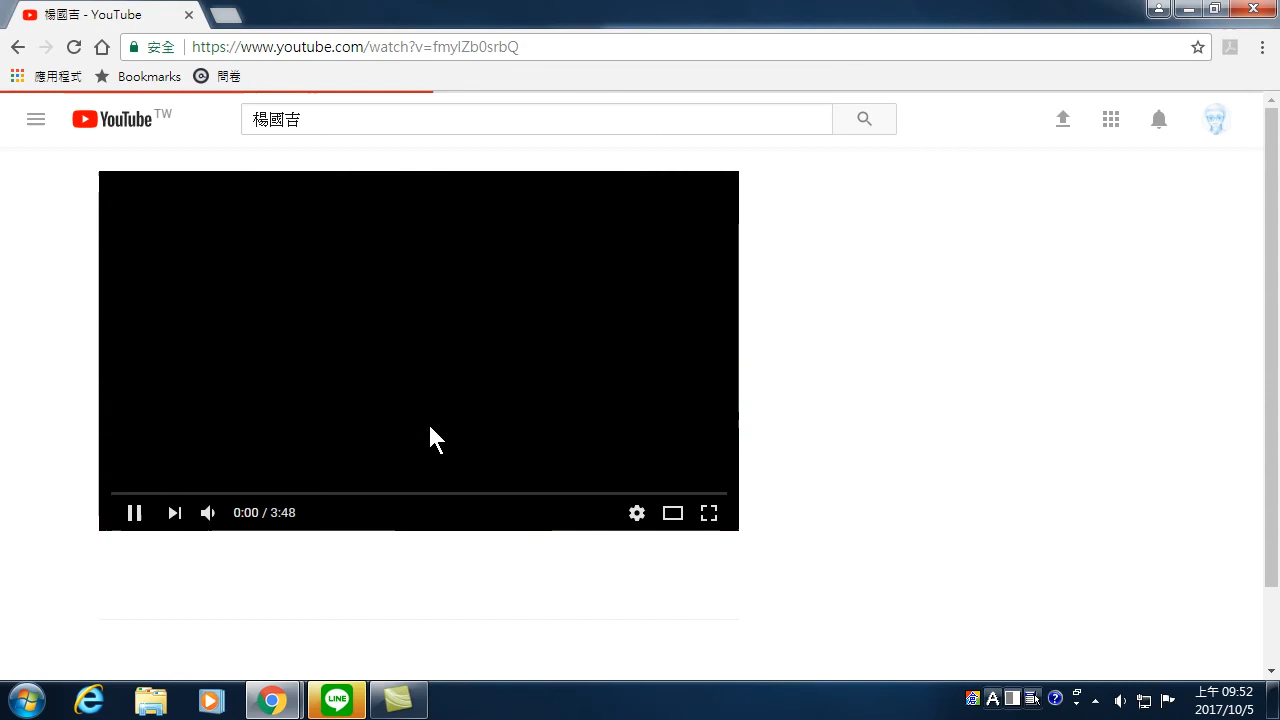 楊國吉 - YouTube
安全 https://www.youtube.com/watch?v=fmylZb0srbQ
應用程式 Bookmarks 問卷
YouTube TW 楊國吉
0:00 / 3:48
LINE A 上午 09:52
2017/10/5